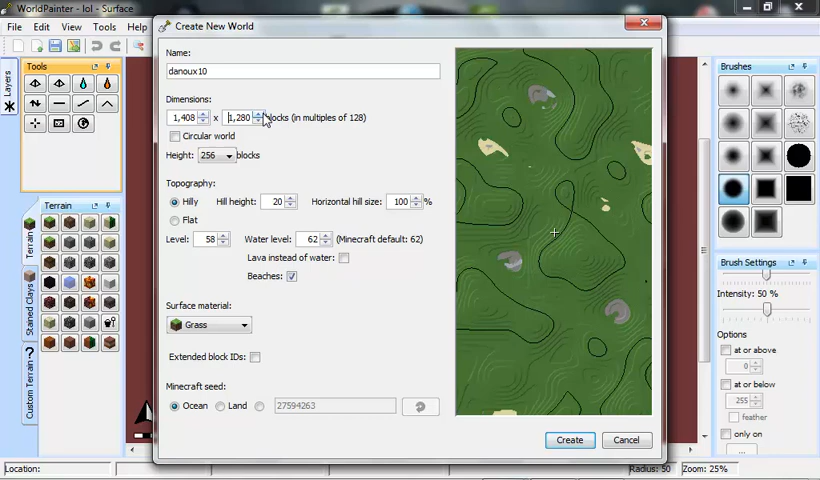 WorldPainter - lol - Surface
File Edit View Tools Help
Layers
Tools
Terrain
Stained Clays
Custom Terrain
Terrain
Create New World
Name:
danoux10
Dimensions:
1,408 x 1,280 blocks (in multiples of 128)
Circular world
Height: 256 blocks
Topography:
Hilly Hill height: 20 Horizontal hill size: 100 %
Flat
Level: 58 Water level: 62 (Minecraft default: 62)
Lava instead of water:
Beaches:
Surface material:
Grass
Extended block IDs:
Minecraft seed:
Ocean Land 27594263
Create Cancel
Brushes
Brush Settings
Intensity: 50 %
Options
at or above
0
at or below
255
feather
only on
...
Location: Radius: 50 Zoom: 25%